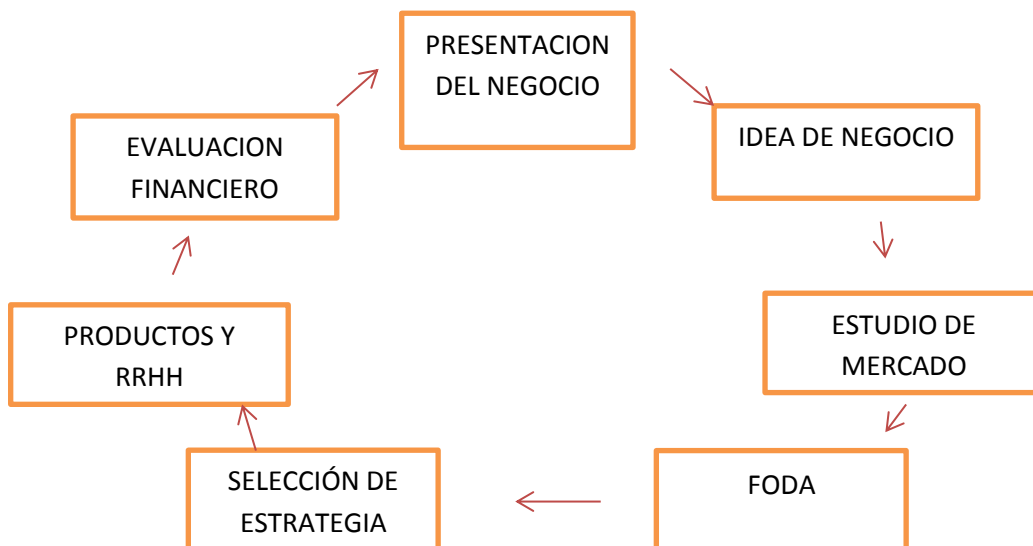 PRESENTACION
DEL NEGOCIO
IDEA DE NEGOCIO
ESTUDIO DE
MERCADO
FODA
SELECCIÓN DE
ESTRATEGIA
PRODUCTOS Y
RRHH
EVALUACION
FINANCIERO